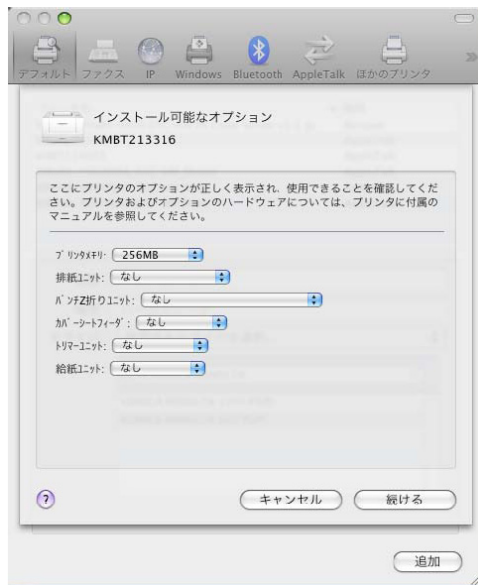 デフォルト ファクス IP Windows Bluetooth AppleTalk ほかのプリンタ
インストール可能なオプション
KMBT213316
ここにプリンタのオプションが正しく表示され、使用できることを確認してくだ
さい。プリンタおよびオプションのハードウェアについては、プリンタに付属の
マニュアルを参照してください。
プリンタメモリ: 256MB
排紙ユニット: なし
パンチZ折りユニット: なし
カバーシートフィーダ: なし
トリマーユニット: なし
給紙ユニット: なし
? キャンセル 続ける
追加